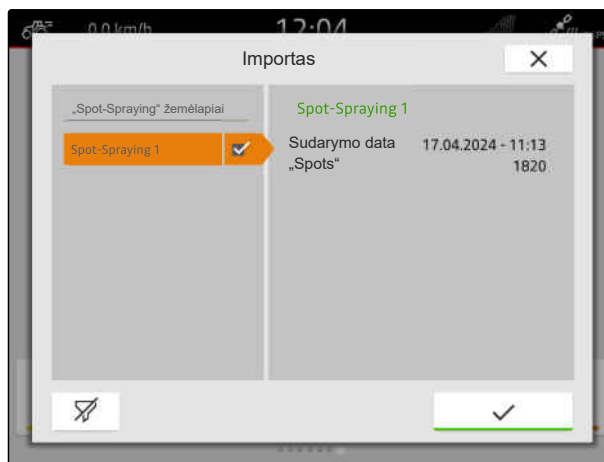 0.0 km/h
12:04
Importas
„Spot-Spraying“ žemėlapiai
Spot-Spraying 1
Spot-Spraying 1
Sudarymo data 17.04.2024 - 11:13
„Spots“ 1820